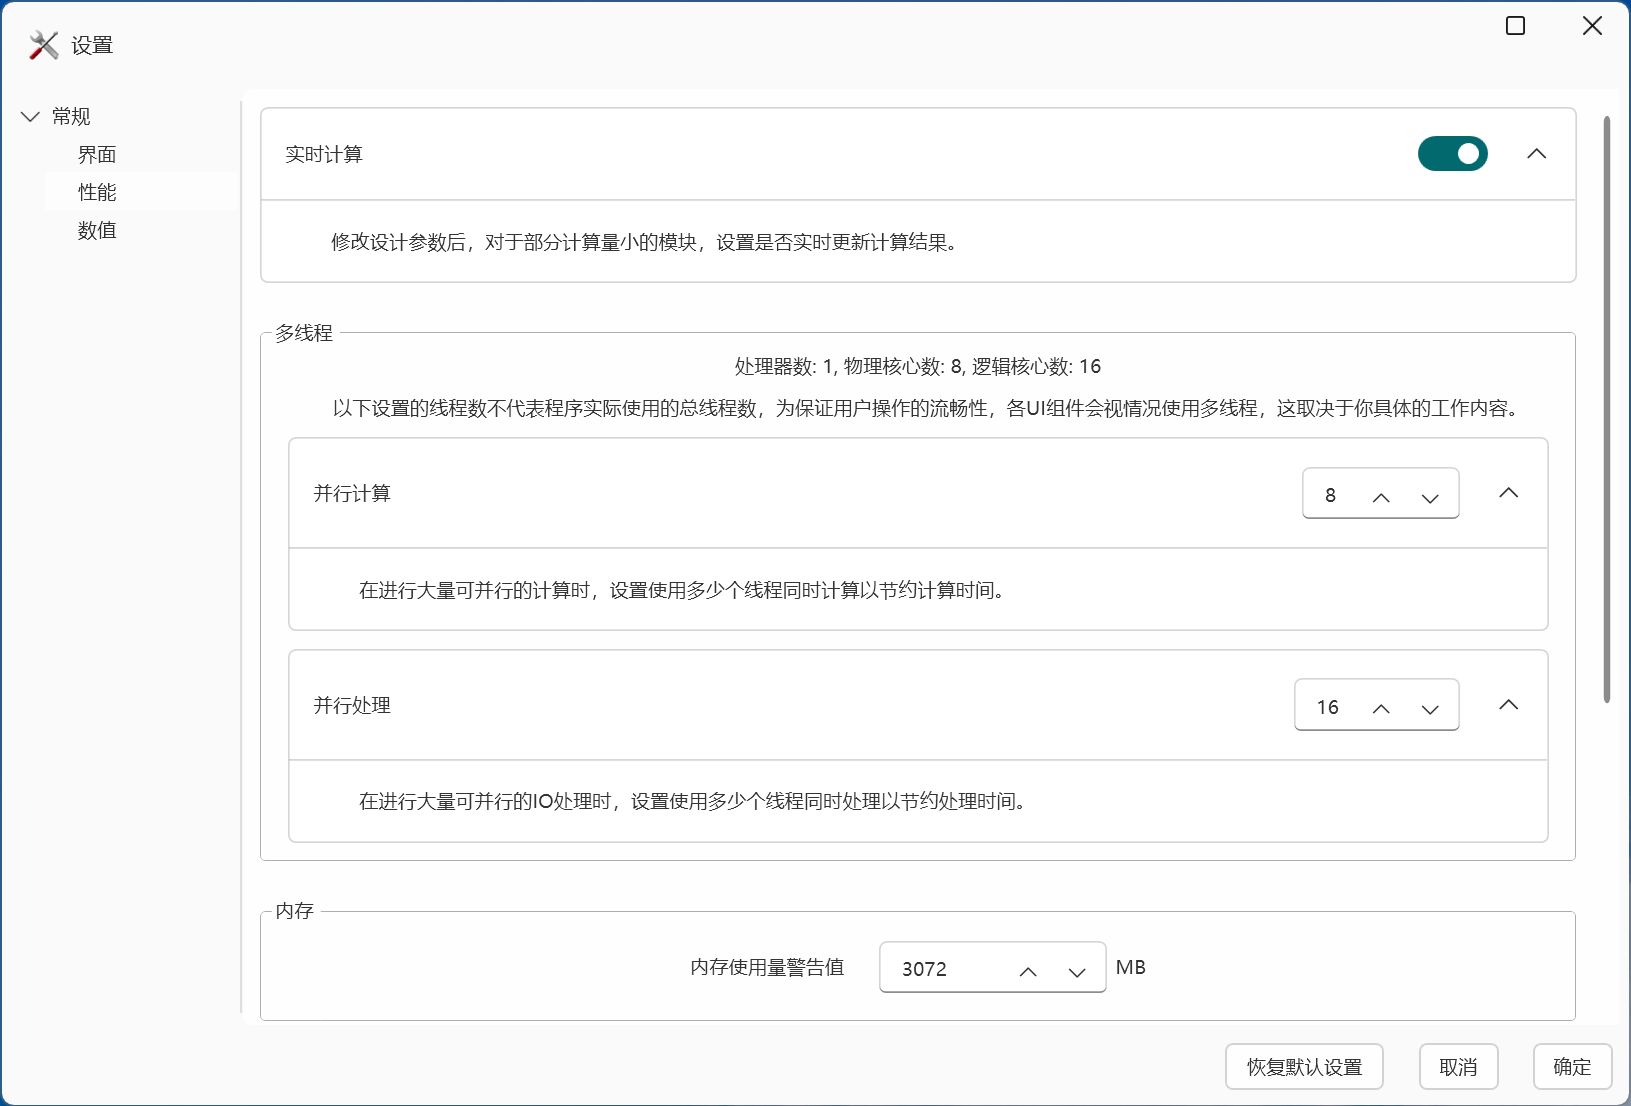 设置
常规
界面
性能
数值
实时计算
修改设计参数后，对于部分计算量小的模块，设置是否实时更新计算结果。
多线程
处理器数: 1, 物理核心数: 8, 逻辑核心数: 16
以下设置的线程数不代表程序实际使用的总线程数，为保证用户操作的流畅性，各UI组件会视情况使用多线程，这取决于你具体的工作内容。
并行计算
8
在进行大量可并行的计算时，设置使用多少个线程同时计算以节约计算时间。
并行处理
16
在进行大量可并行的IO处理时，设置使用多少个线程同时处理以节约处理时间。
内存
内存使用量警告值 3072 MB
恢复默认设置 取消 确定